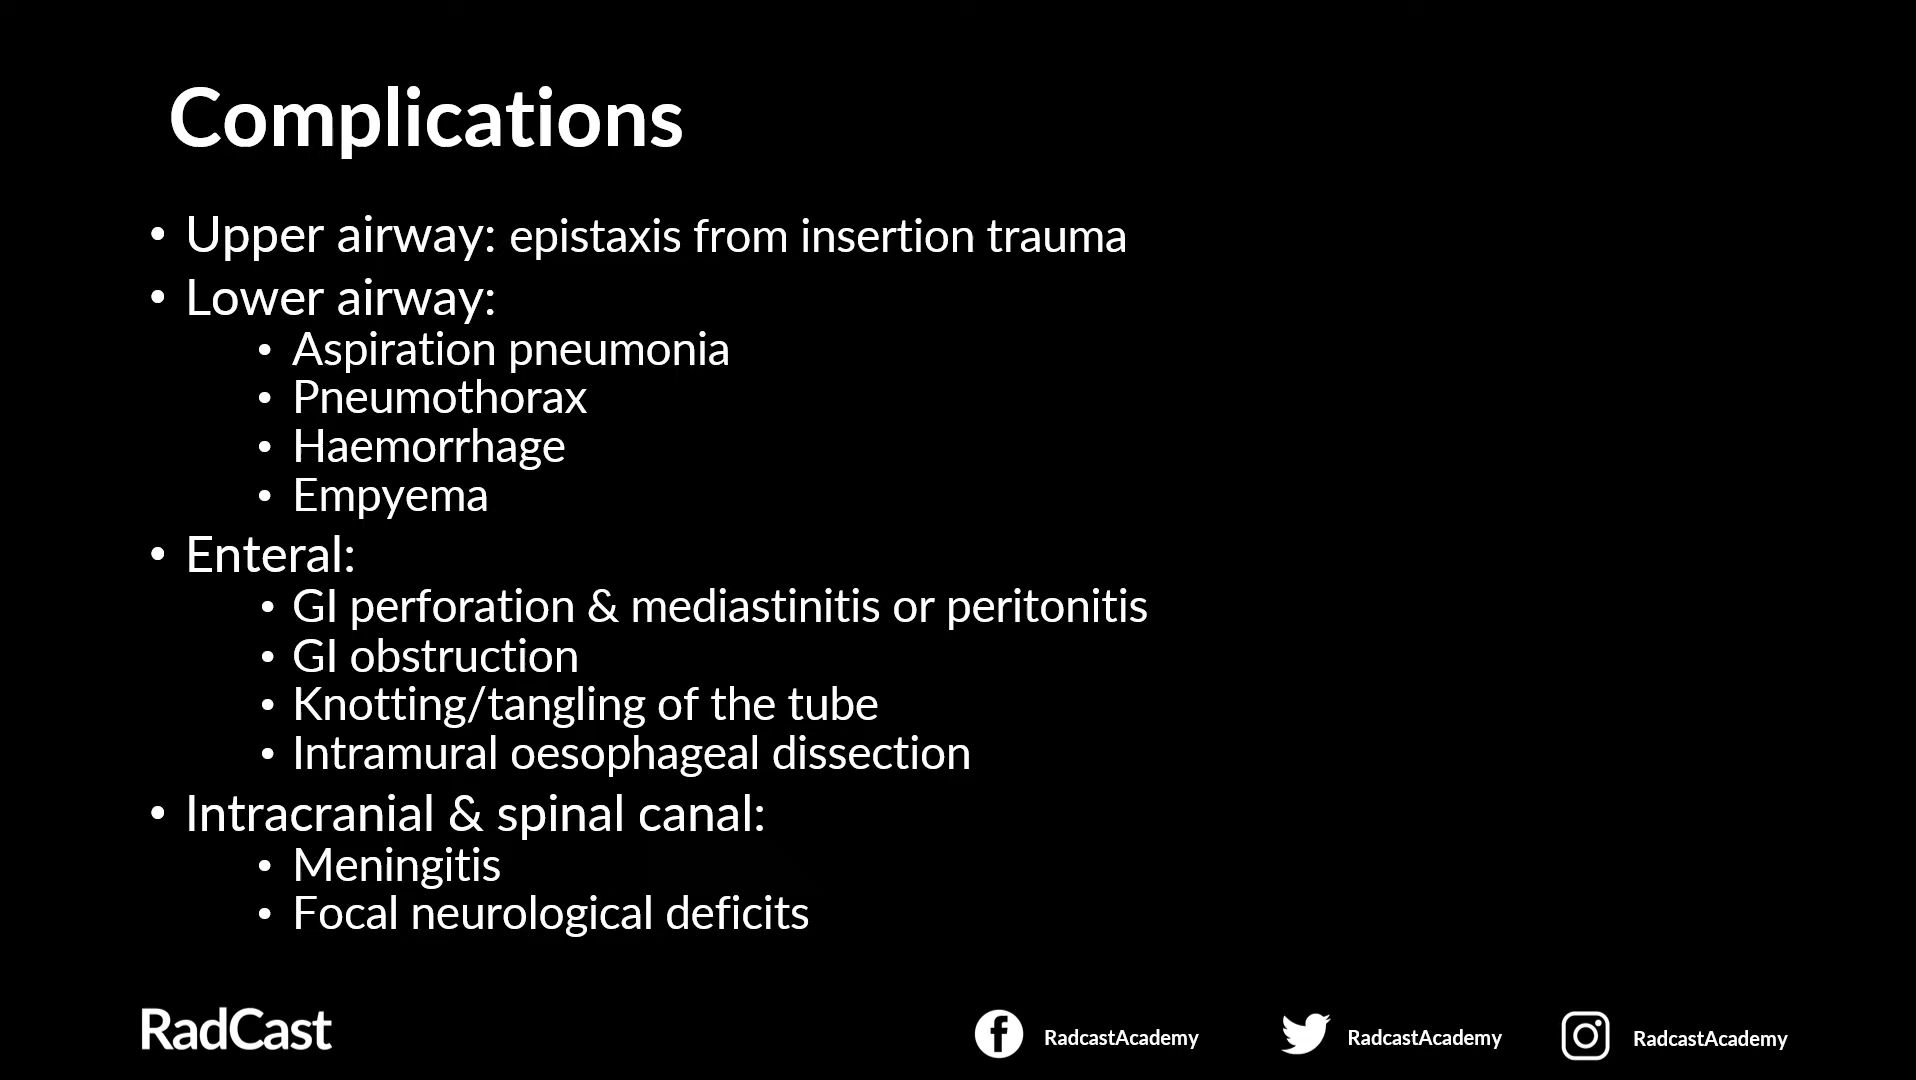 Complications
• Upper airway: epistaxis from insertion trauma
• Lower airway:
• Aspiration pneumonia
• Pneumothorax
• Haemorrhage
• Empyema
• Enteral:
• GI perforation & mediastinitis or peritonitis
• GI obstruction
• Knotting/tangling of the tube
• Intramural oesophageal dissection
• Intracranial & spinal canal:
• Meningitis
• Focal neurological deficits
RadCast
RadcastAcademy
RadcastAcademy
RadcastAcademy